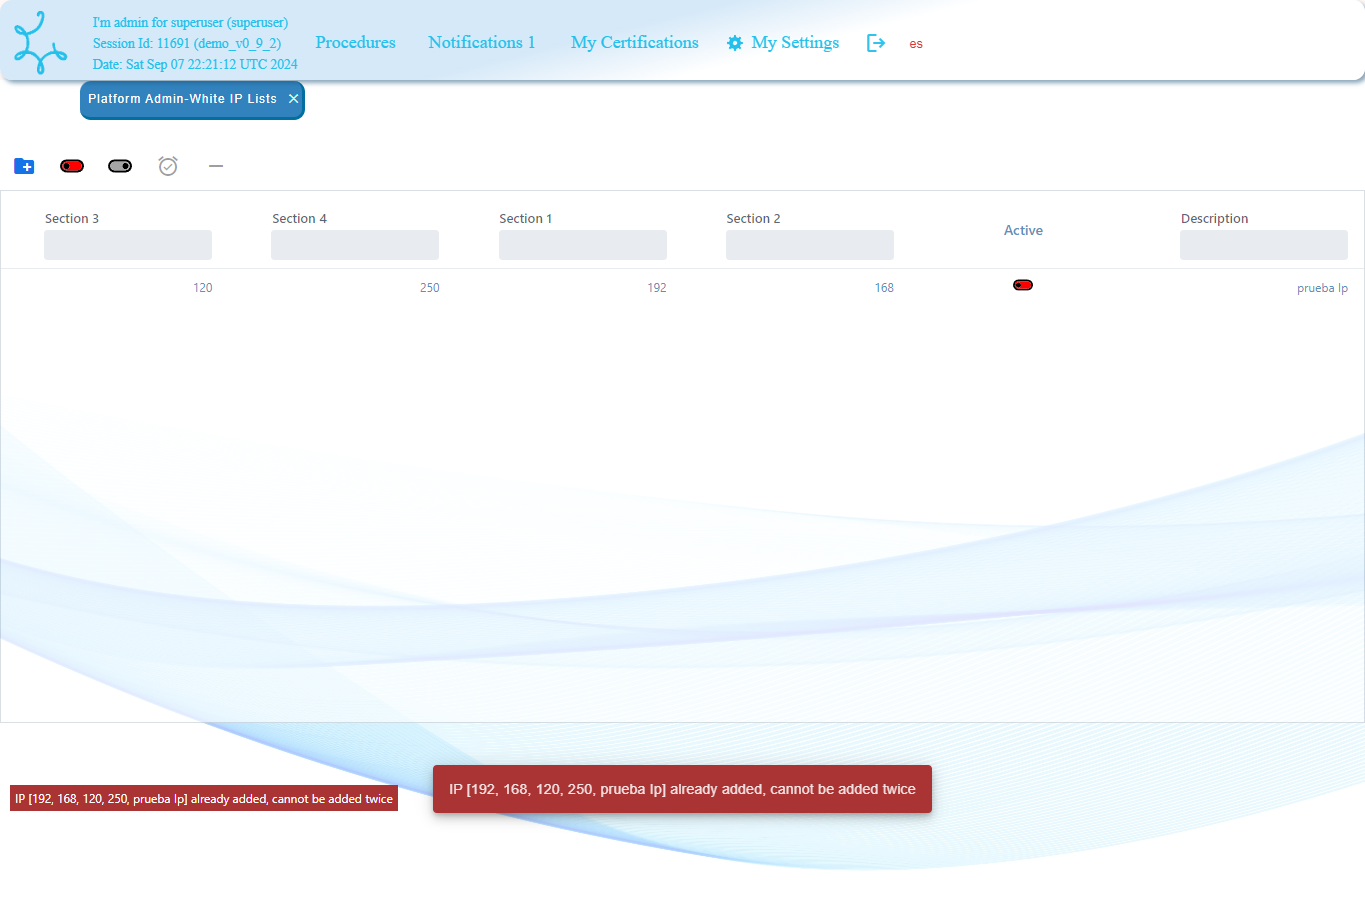 I'm admin for superuser (superuser)
Session Id: 11691 (demo_v0_9_2)
Date: Sat Sep 07 22:21:12 UTC 2024
Procedures
Notifications 1
My Certifications
My Settings
es
Platform Admin-White IP Lists
Section 3
Section 4
Section 1
Section 2
Active
Description
120
250
192
168
prueba Ip
IP [192, 168, 120, 250, prueba Ip] already added, cannot be added twice
IP [192, 168, 120, 250, prueba Ip] already added, cannot be added twice